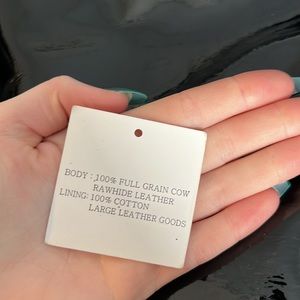 BODY : 100% FULL GRAIN COW
RAWHIDE LEATHER
LINING: 100% COTTON
LARGE LEATHER GOODS